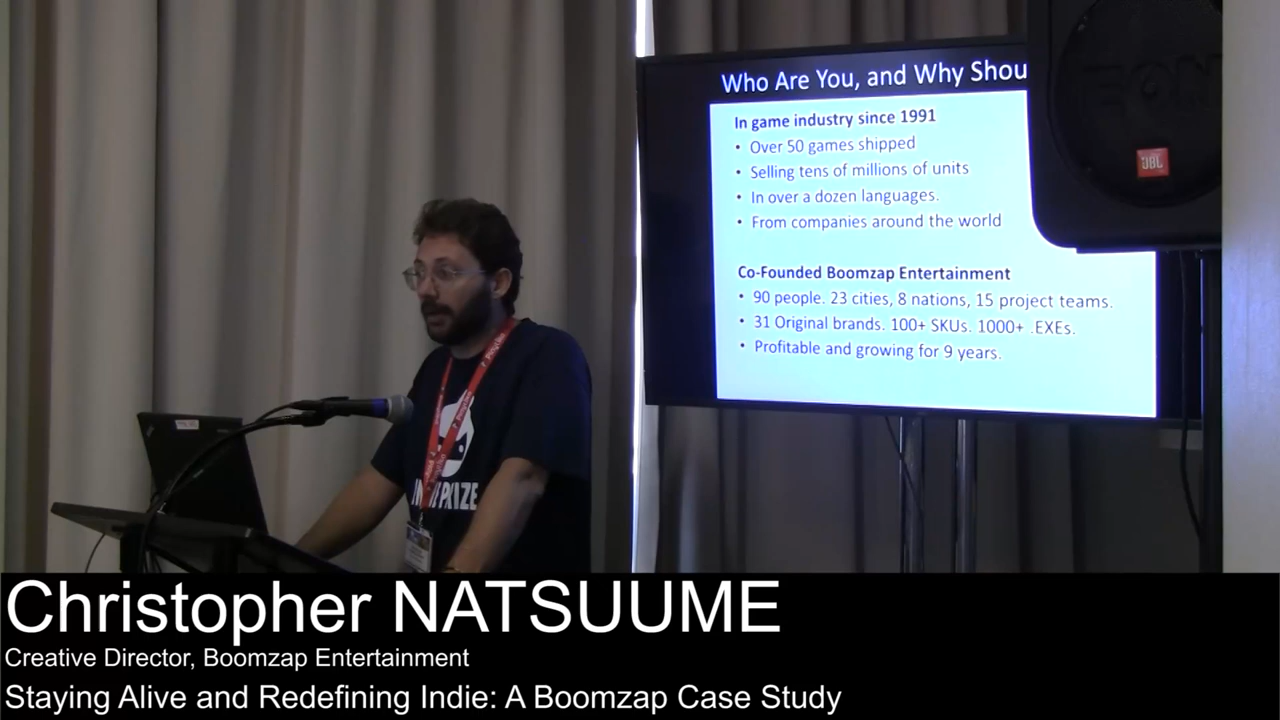 Who Are You, and Why Shou
In game industry since 1991
• Over 50 games shipped
• Selling tens of millions of units
• In over a dozen languages.
• From companies around the world
Co-Founded Boomzap Entertainment
• 90 people. 23 cities, 8 nations, 15 project teams.
• 31 Original brands. 100+ SKUs. 1000+ .EXEs.
• Profitable and growing for 9 years.
JBL
Christopher NATSUUME
Creative Director, Boomzap Entertainment
Staying Alive and Redefining Indie: A Boomzap Case Study